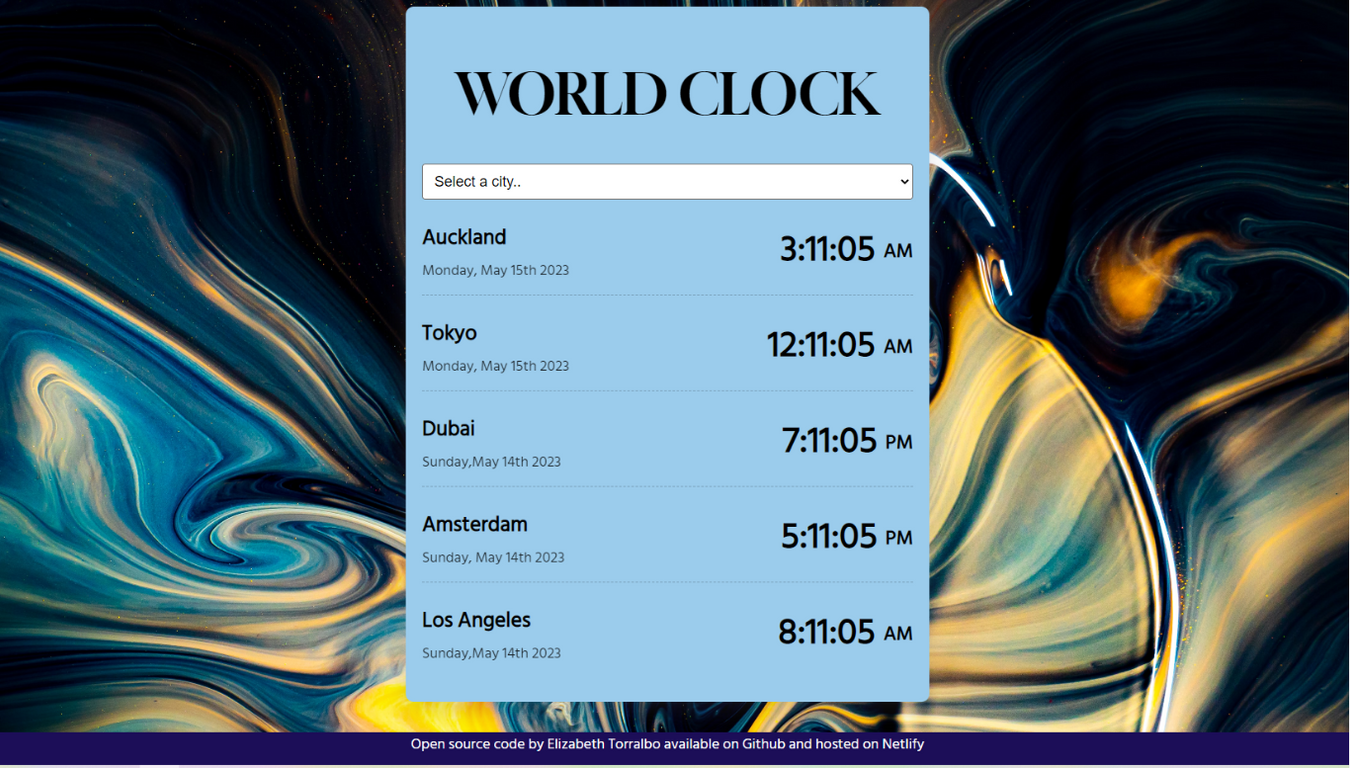 WORLD CLOCK
Select a city..
Auckland
3:11:05 AM
Monday, May 15th 2023
Tokyo
12:11:05 AM
Monday, May 15th 2023
Dubai
7:11:05 PM
Sunday,May 14th 2023
Amsterdam
5:11:05 PM
Sunday, May 14th 2023
Los Angeles
8:11:05 AM
Sunday,May 14th 2023
Open source code by Elizabeth Torralbo available on Github and hosted on Netlify